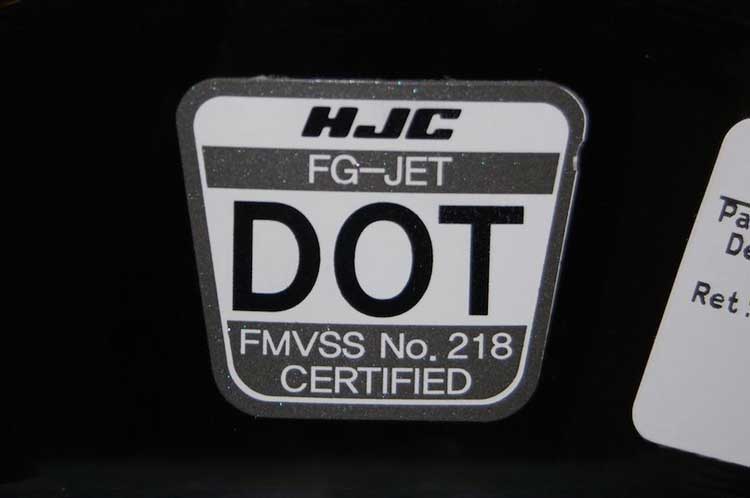 HJC
FG-JET
DOT
FMVSS No. 218
CERTIFIED